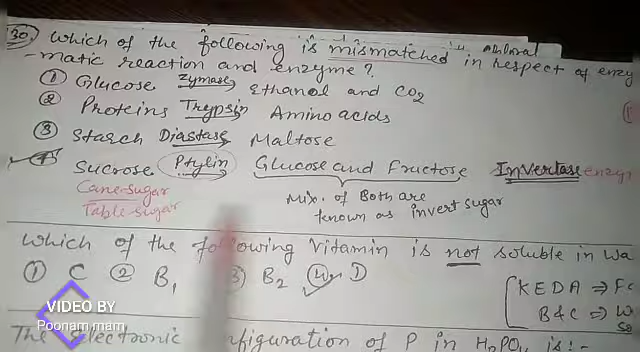 30. Which of the following is mismatched in respect of enzy
-matic reaction and enzyme?
① Glucose Zymase Ethanol and CO2
② Proteins Trypsin Amino acids
③ Starch Diastase Maltose
④ Sucrose Ptylin Glucose and Fructose Invertase enzy
Cane-sugar Mix. of Both are
Table sugar known as invert sugar
Which of the following Vitamin is not soluble in Wa
① C ② B1 ③ B2 ④ D
KEDA ⇒ F
B&C ⇒ W
VIDEO BY
Poonam mam
The electronic configuration of P in H3PO4 is:-